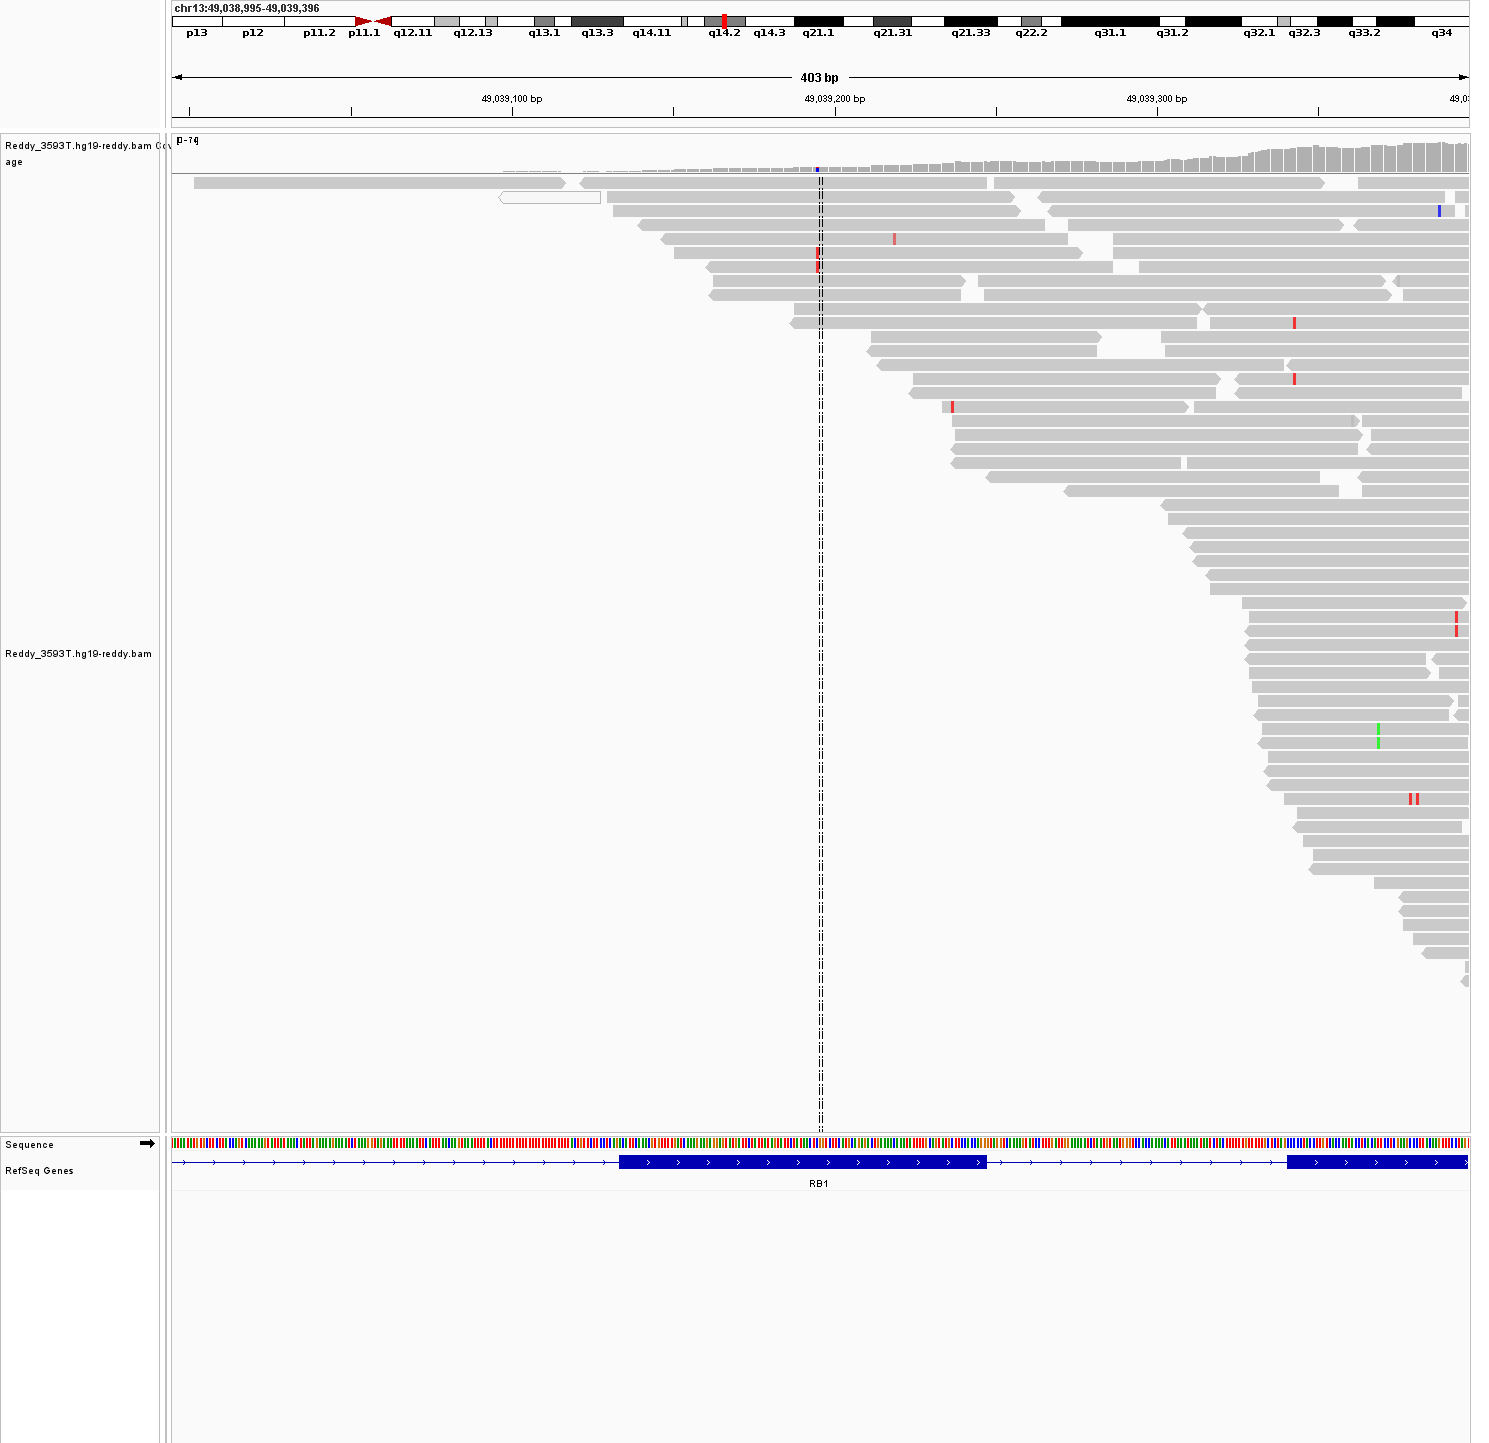 chr13:49,038,995-49,039,396
p13 p12 p11.2 p11.1 q12.11 q12.13 q13.1 q13.3 q14.11 q14.2 q14.3 q21.1 q21.31 q21.33 q22.2 q31.1 q31.2 q32.1 q32.3 q33.2 q34
403 bp
49,039,100 bp 49,039,200 bp 49,039,300 bp 49,03
Reddy_3593T.hg19-reddy.bam Cov
age
[0-74]
Reddy_3593T.hg19-reddy.bam
Sequence
RefSeq Genes
RB1